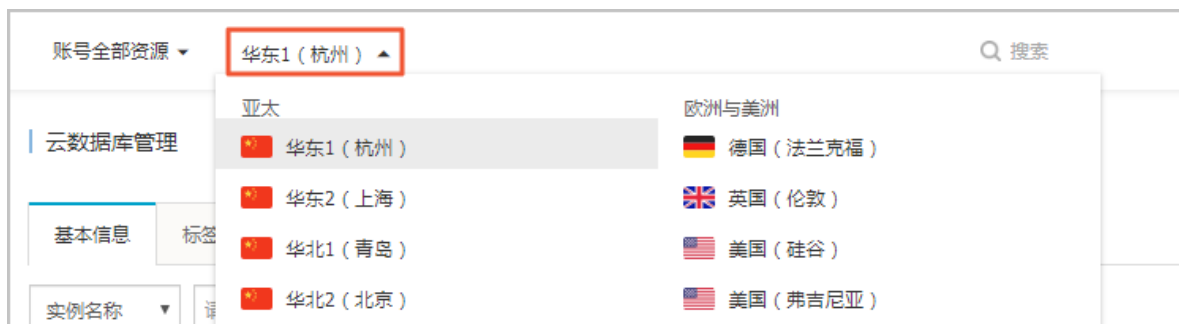 账号全部资源
华东1（杭州）
搜索
云数据库管理
基本信息
标签
实例名称
请
亚太
华东1（杭州）
华东2（上海）
华北1（青岛）
华北2（北京）
欧洲与美洲
德国（法兰克福）
英国（伦敦）
美国（硅谷）
美国（弗吉尼亚）